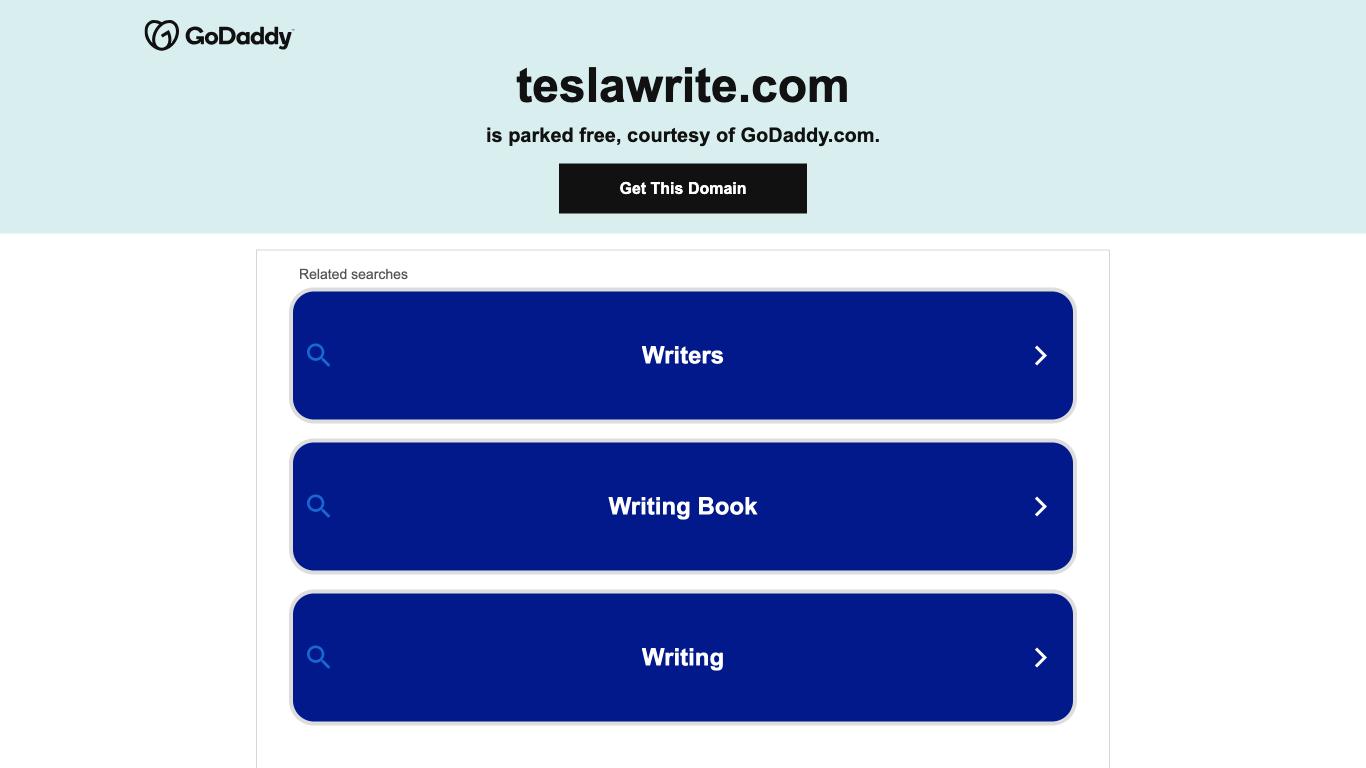 GoDaddy
teslawrite.com
is parked free, courtesy of GoDaddy.com.
Get This Domain
Related searches
Writers
Writing Book
Writing